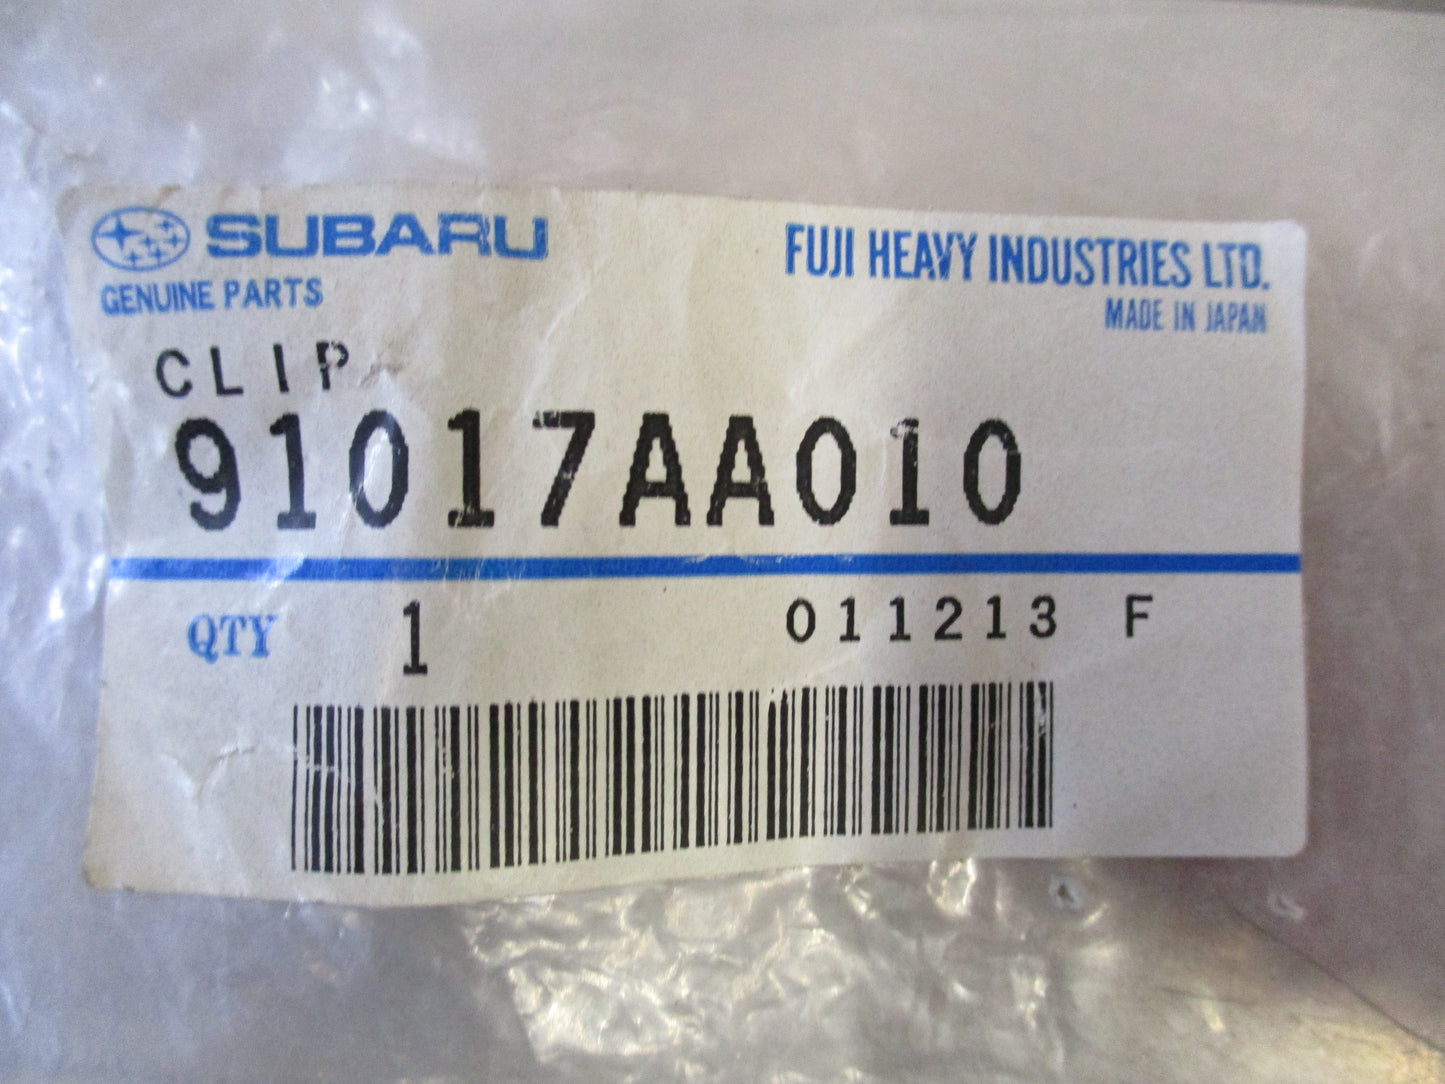 SUBARU
GENUINE PARTS
FUJI HEAVY INDUSTRIES LTD.
MADE IN JAPAN
CLIP
91017AA010
QTY 1 011213 F